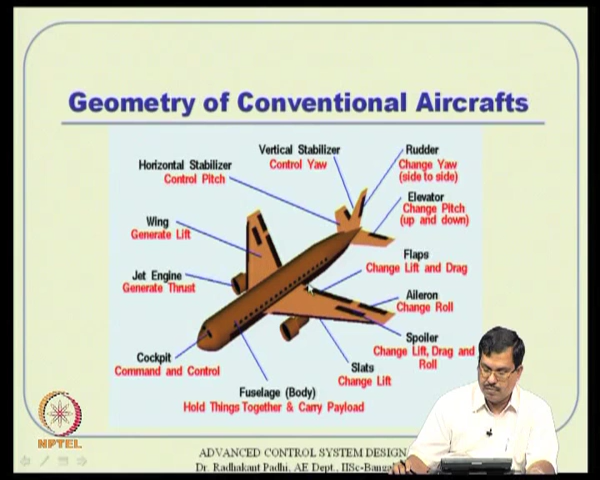 Geometry of Conventional Aircrafts
Vertical Stabilizer
Control Yaw
Rudder
Change Yaw
(side to side)
Horizontal Stabilizer
Control Pitch
Elevator
Change Pitch
(up and down)
Wing
Generate Lift
Flaps
Change Lift and Drag
Jet Engine
Generate Thrust
Aileron
Change Roll
Spoiler
Change Lift, Drag and
Roll
Cockpit
Command and Control
Slats
Change Lift
Fuselage (Body)
Hold Things Together & Carry Payload
NPTEL
ADVANCED CONTROL SYSTEM DESIGN
Dr. Radhakant Padhi, AE Dept., IISc-Banga